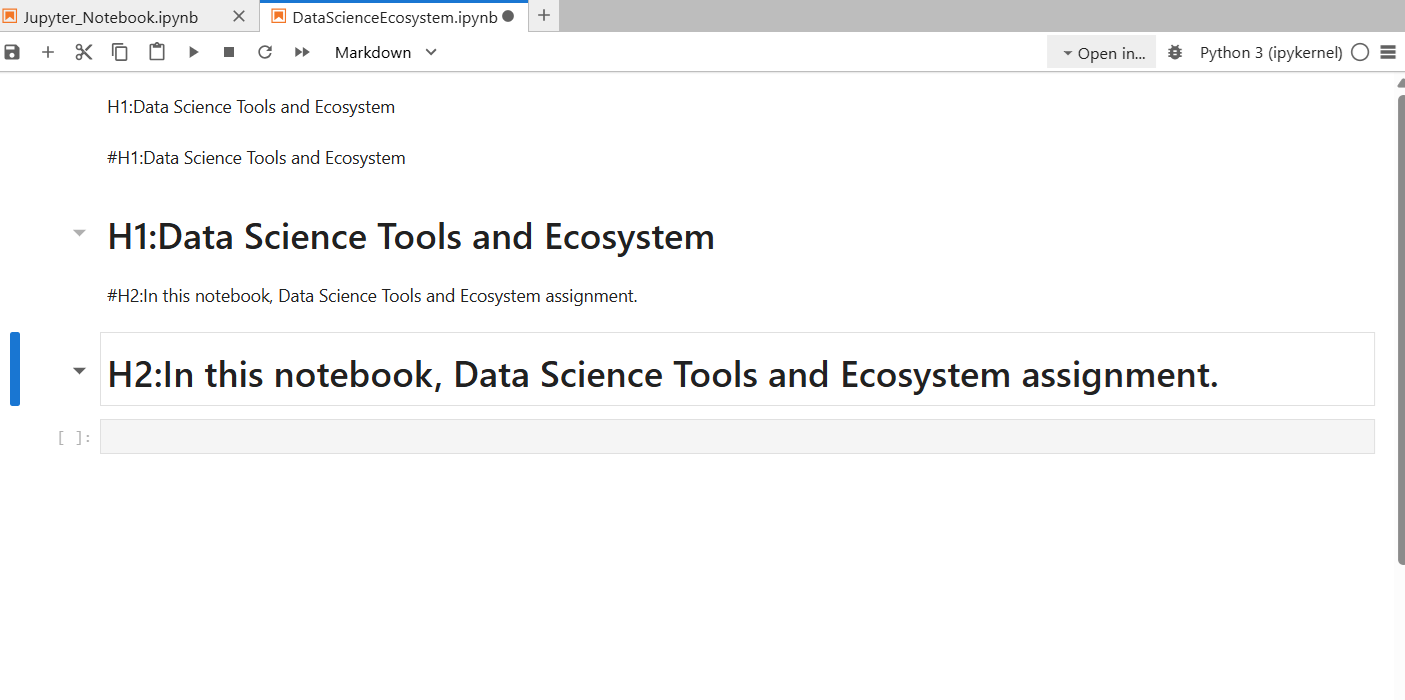 Jupyter_Notebook.ipynb
DataScienceEcosystem.ipynb
Markdown
Open in...
Python 3 (ipykernel)
H1:Data Science Tools and Ecosystem
#H1:Data Science Tools and Ecosystem
H1:Data Science Tools and Ecosystem
#H2:In this notebook, Data Science Tools and Ecosystem assignment.
H2:In this notebook, Data Science Tools and Ecosystem assignment.
[ ]: